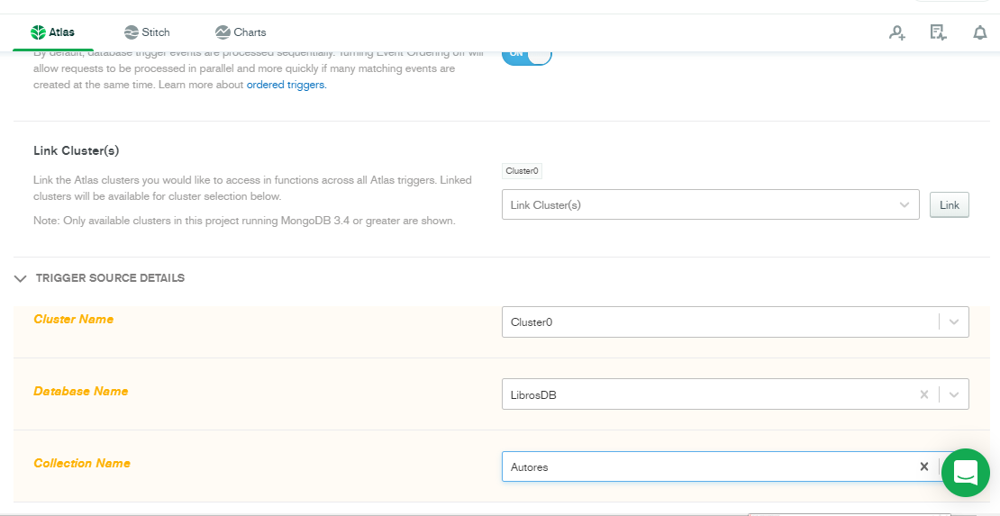 Atlas
Stitch
Charts
By default, database trigger events are processed sequentially. Turning Event Ordering off will
allow requests to be processed in parallel and more quickly if many matching events are
created at the same time. Learn more about ordered triggers.
ON
Link Cluster(s)
Link the Atlas clusters you would like to access in functions across all Atlas triggers. Linked
clusters will be available for cluster selection below.
Note: Only available clusters in this project running MongoDB 3.4 or greater are shown.
Cluster0
Link Cluster(s)
Link
TRIGGER SOURCE DETAILS
Cluster Name
Cluster0
Database Name
LibrosDB
Collection Name
Autores